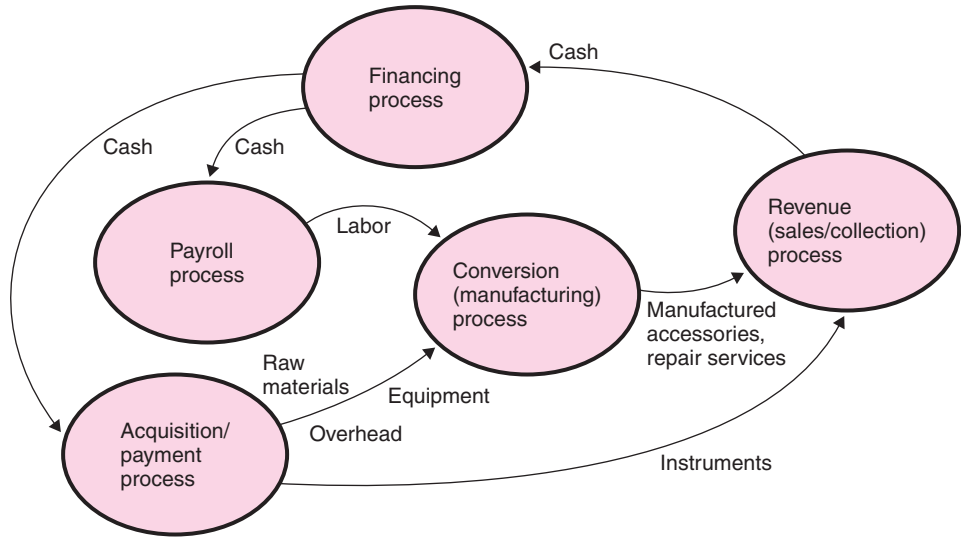 Financing
process
Cash
Cash
Cash
Payroll
process
Labor
Conversion
(manufacturing)
process
Revenue
(sales/collection)
process
Manufactured
accessories,
repair services
Raw
materials
Equipment
Overhead
Acquisition/
payment
process
Instruments